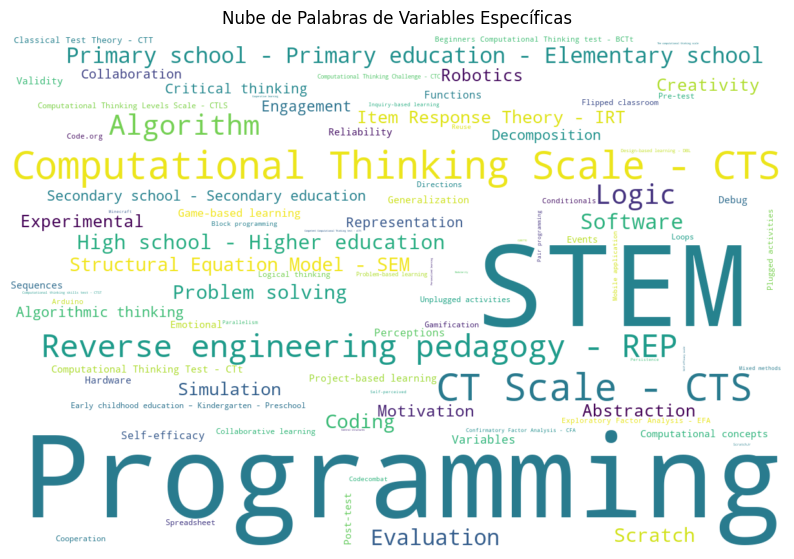 Nube de Palabras de Variables Específicas
Classical Test Theory - CTT
Beginners Computational Thinking test - BCTt
Primary school - Primary education - Elementary school
Collaboration
Computational Thinking Challenge - CTC
Robotics
Validity
Critical thinking
Functions
Creativity
Pre-test
Computational Thinking Levels Scale - CTLS
Engagement
Inquiry-based learning
Flipped classroom
Algorithm
Item Response Theory - IRT
Code.org
Reliability
Decomposition
Computational Thinking Scale - CTS
Directions
Secondary school - Secondary education
Generalization
Conditionals
Logic
Debug
Game-based learning
Experimental
Block programming
Representation
Pair programming
Software
Plugged activities
High school - Higher education
Events
Loops
Mobile application
Structural Equation Model - SEM
STEM
Logical thinking
Problem-based learning
Sequences
Problem solving
Arduino
Unplugged activities
Algorithmic thinking
Emotional
Parallelism
Gamification
Perceptions
Reverse engineering pedagogy - REP
Computational Thinking Test - CTt
Persistence
Mixed methods
Hardware
Project-based learning
Simulation
CT Scale - CTS
Self-perceived
Early childhood education – Kindergarten – Preschool
Motivation
Abstraction
Coding
Exploratory Factor Analysis - EFA
Self-efficacy
Collaborative learning
Confirmatory Factor Analysis - CFA
Computational concepts
Variables
Programming
Codecombat
Post-test
Spreadsheet
Cooperation
Evaluation
Scratch